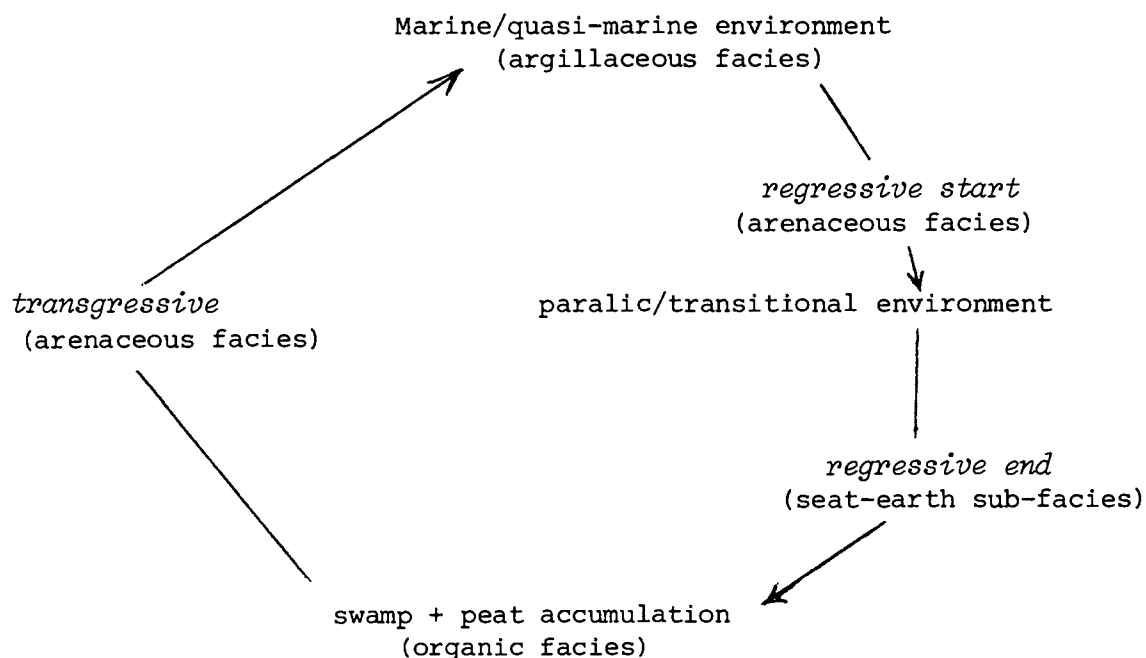 Marine/quasi-marine environment
(argillaceous facies)
regressive start
(arenaceous facies)
transgressive
(arenaceous facies)
paralic/transitional environment
regressive end
(seat-earth sub-facies)
swamp + peat accumulation
(organic facies)